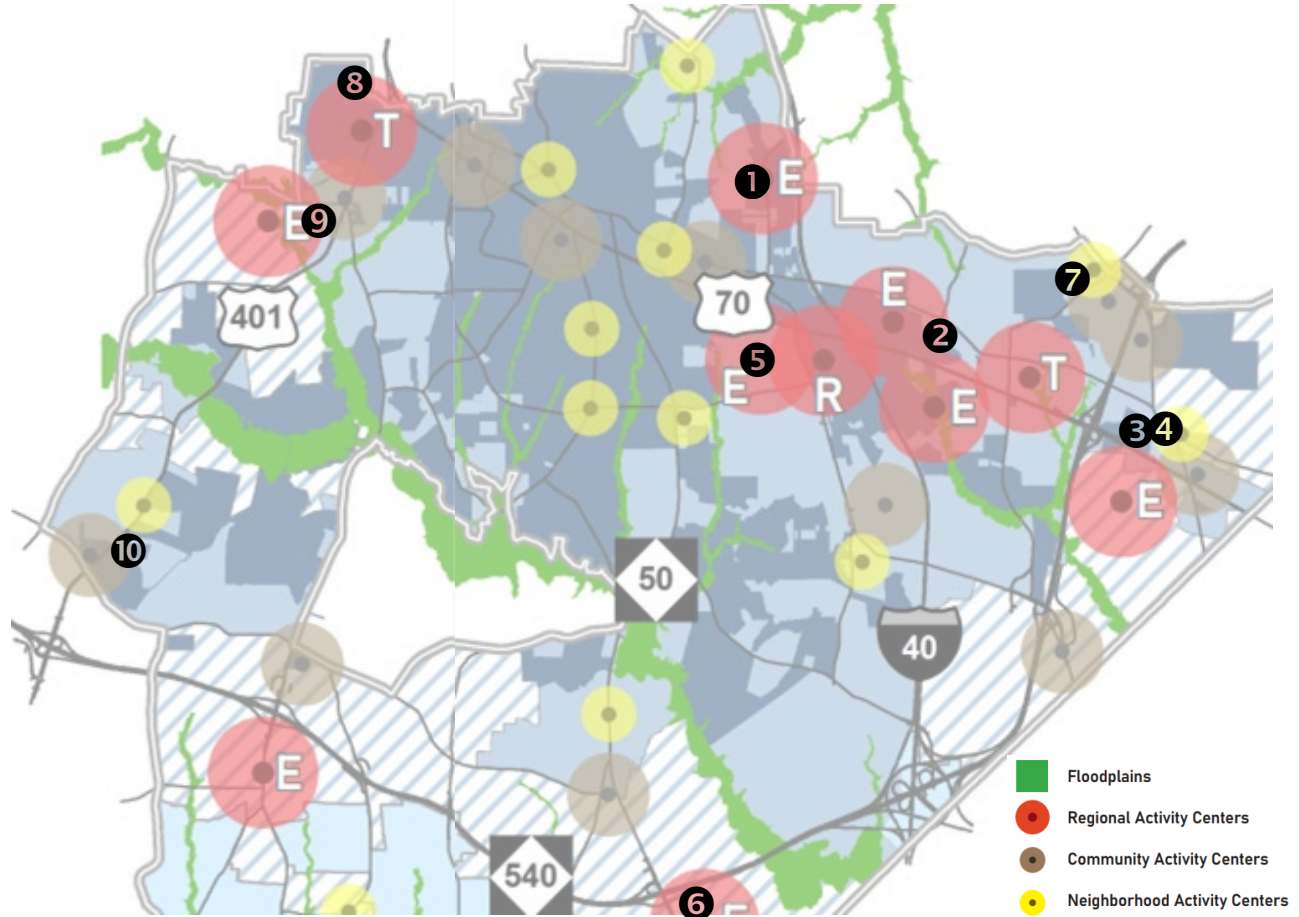 8
T
1
E
E
9
7
401
70
E
2
5
E
R
E
T
3
4
E
10
50
40
E
540
6
E
Floodplains
Regional Activity Centers
Community Activity Centers
Neighborhood Activity Centers